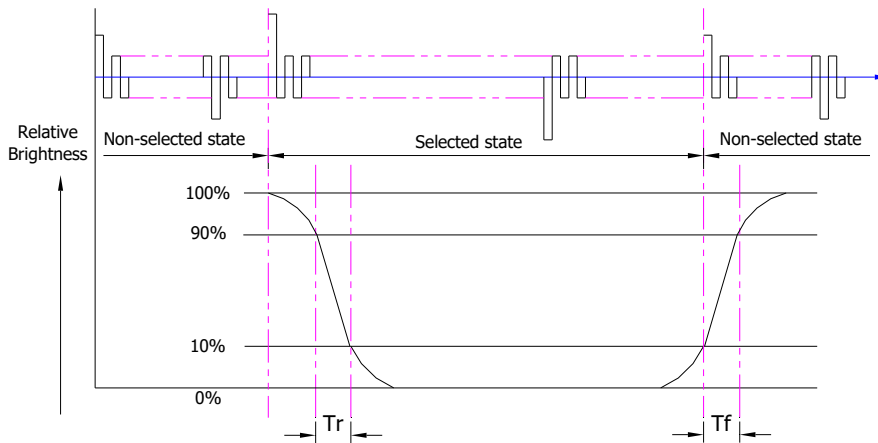 Relative
Brightness
Non-selected state
Selected state
Non-selected state
100%
90%
10%
0%
Tr
Tf